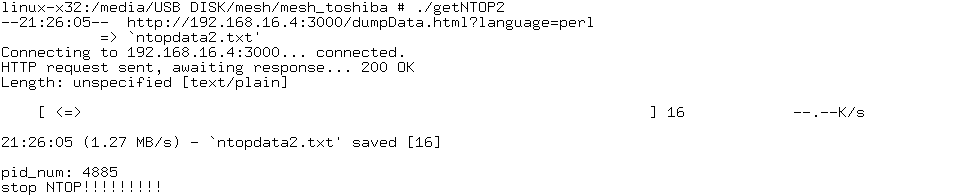 linux-x32:/media/USB DISK/mesh/mesh_toshiba # ./getNTOP2
--21:26:05-- http://192.168.16.4:3000/dumpData.html?language=perl
=> `ntopdata2.txt'
Connecting to 192.168.16.4:3000... connected.
HTTP request sent, awaiting response... 200 OK
Length: unspecified [text/plain]
[ <=> ] 16 --.--K/s
21:26:05 (1.27 MB/s) - `ntopdata2.txt' saved [16]
pid_num: 4885
stop NTOP!!!!!!!!!